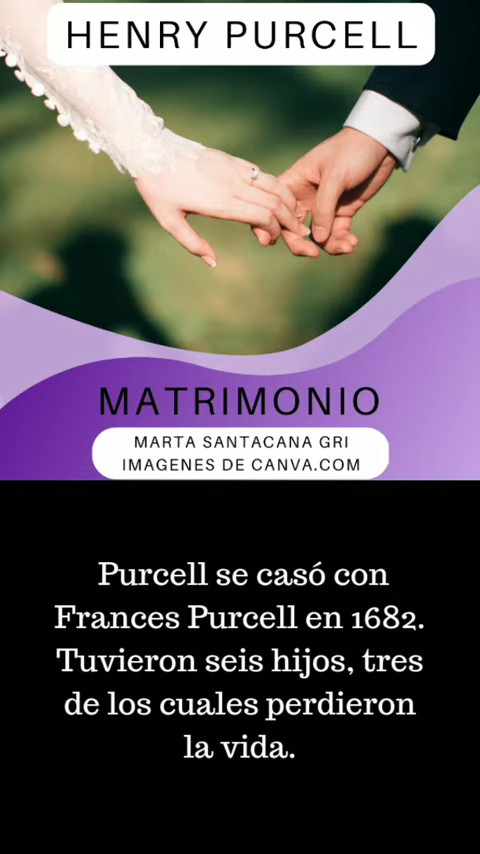 HENRY PURCELL
MATRIMONIO
MARTA SANTACANA GRI
IMAGENES DE CANVA.COM
Purcell se casó con
Frances Purcell en 1682.
Tuvieron seis hijos, tres
de los cuales perdieron
la vida.